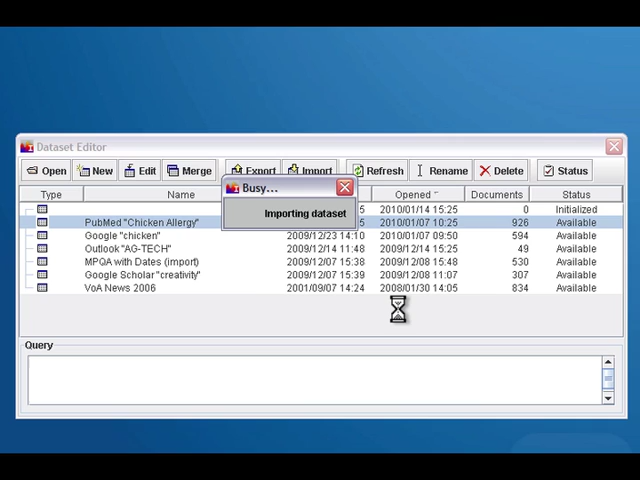 Dataset Editor
Open New Edit Merge Export Import Refresh Rename Delete Status
Busy...
Importing dataset
Type Name Opened Documents Status
5 2010/01/14 15:25 0 Initialized
PubMed "Chicken Allergy" 5 2010/01/07 10:25 926 Available
Google "chicken" 2009/12/23 14:10 2010/01/07 09:50 594 Available
Outlook "AG-TECH" 2009/12/14 11:48 2009/12/14 15:25 49 Available
MPQA with Dates (import) 2009/12/07 15:38 2009/12/08 15:48 530 Available
Google Scholar "creativity" 2009/12/07 15:39 2009/12/08 11:07 307 Available
VoA News 2006 2001/09/07 14:24 2008/01/30 14:05 834 Available
Query